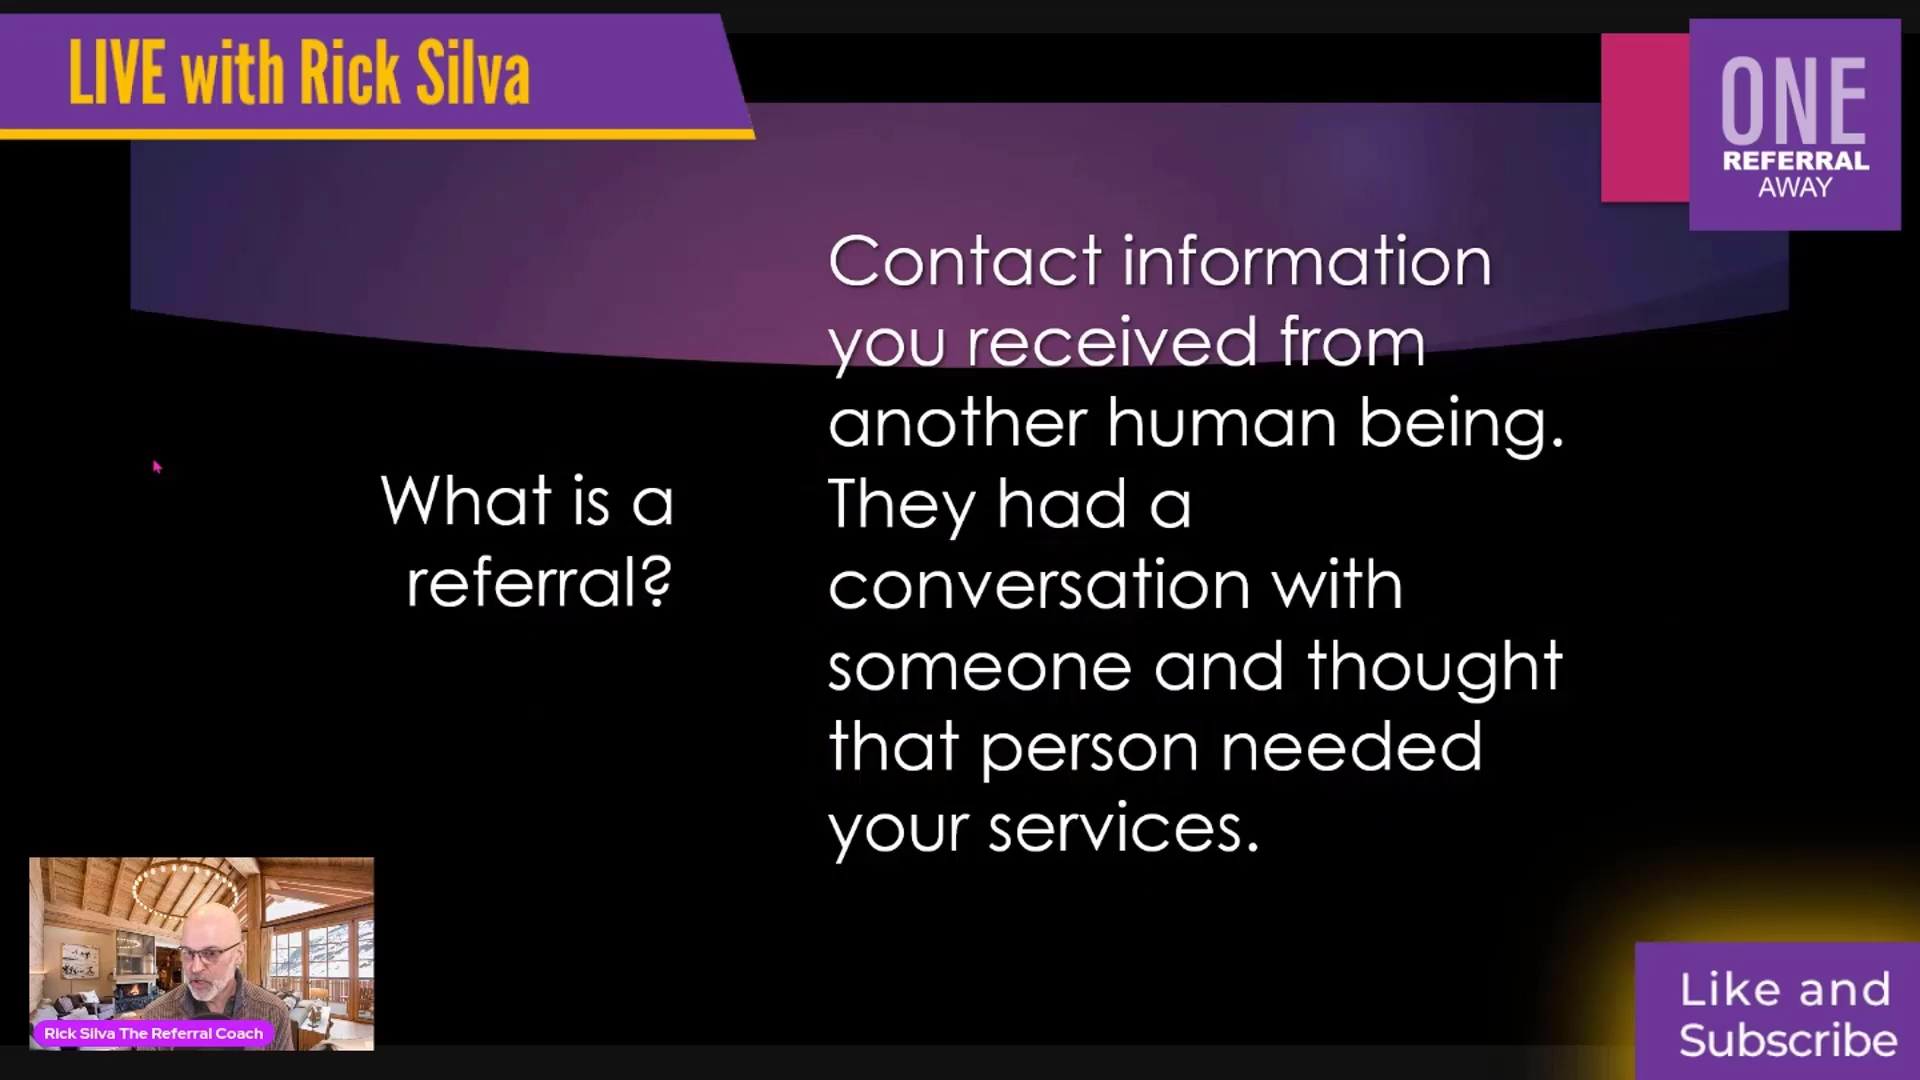 LIVE with Rick Silva
ONE
REFERRAL
AWAY
What is a
referral?
Contact information
you received from
another human being.
They had a
conversation with
someone and thought
that person needed
your services.
Rick Silva The Referral Coach
Like and
Subscribe